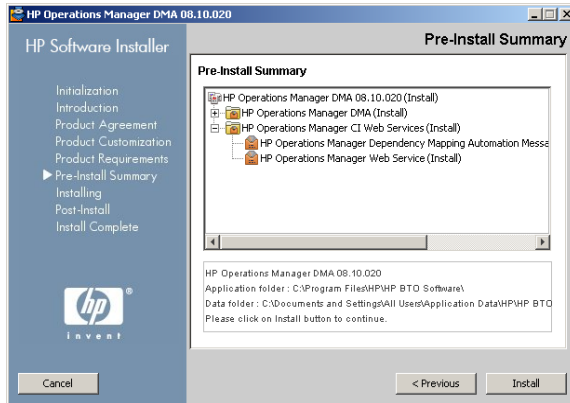 HP Operations Manager DMA 08.10.020
HP Software Installer
Pre-Install Summary
Initialization
Introduction
Product Agreement
Product Customization
Product Requirements
Pre-Install Summary
Installing
Post-Install
Install Complete
Pre-Install Summary
HP Operations Manager DMA 08.10.020 (Install)
HP Operations Manager DMA (Install)
HP Operations Manager CI Web Services (Install)
HP Operations Manager Dependency Mapping Automation Messa
HP Operations Manager Web Service (Install)
HP Operations Manager DMA 08.10.020
Application folder : C:\Program Files\HP\HP BTO Software\
Data folder : C:\Documents and Settings\All Users\Application Data\HP\HP BTO
Please click on Install button to continue.
hp
®
invent
Cancel
< Previous
Install